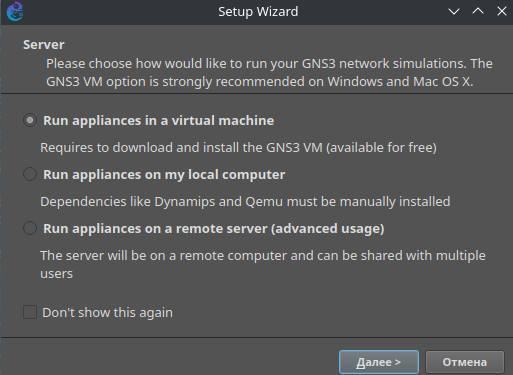 Setup Wizard
Server
Please choose how would like to run your GNS3 network simulations. The
GNS3 VM option is strongly recommended on Windows and Mac OS X.
Run appliances in a virtual machine
Requires to download and install the GNS3 VM (available for free)
Run appliances on my local computer
Dependencies like Dynamips and Qemu must be manually installed
Run appliances on a remote server (advanced usage)
The server will be on a remote computer and can be shared with multiple
users
Don't show this again
Далее >
Отмена